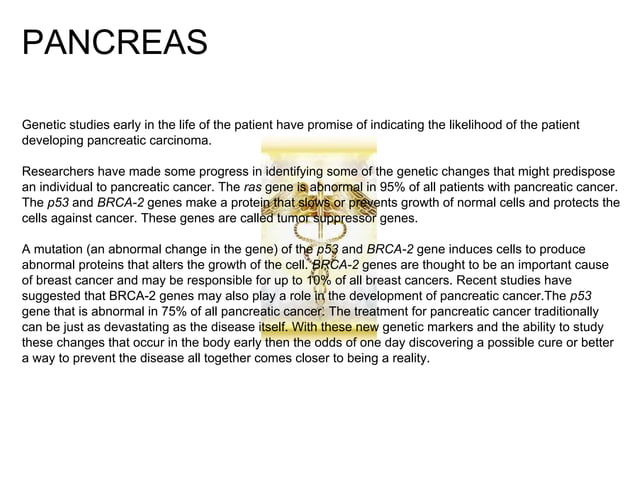 PANCREAS
Genetic studies early in the life of the patient have promise of indicating the likelihood of the patient
developing pancreatic carcinoma.
Researchers have made some progress in identifying some of the genetic changes that might predispose
an individual to pancreatic cancer. The ras gene is abnormal in 95% of all patients with pancreatic cancer.
The p53 and BRCA-2 genes make a protein that slows or prevents growth of normal cells and protects the
cells against cancer. These genes are called tumor suppressor genes.
A mutation (an abnormal change in the gene) of the p53 and BRCA-2 gene induces cells to produce
abnormal proteins that alters the growth of the cell. BRCA-2 genes are thought to be an important cause
of breast cancer and may be responsible for up to 10% of all breast cancers. Recent studies have
suggested that BRCA-2 genes may also play a role in the development of pancreatic cancer.The p53
gene that is abnormal in 75% of all pancreatic cancer. The treatment for pancreatic cancer traditionally
can be just as devastating as the disease itself. With these new genetic markers and the ability to study
these changes that occur in the body early then the odds of one day discovering a possible cure or better
a way to prevent the disease all together comes closer to being a reality.